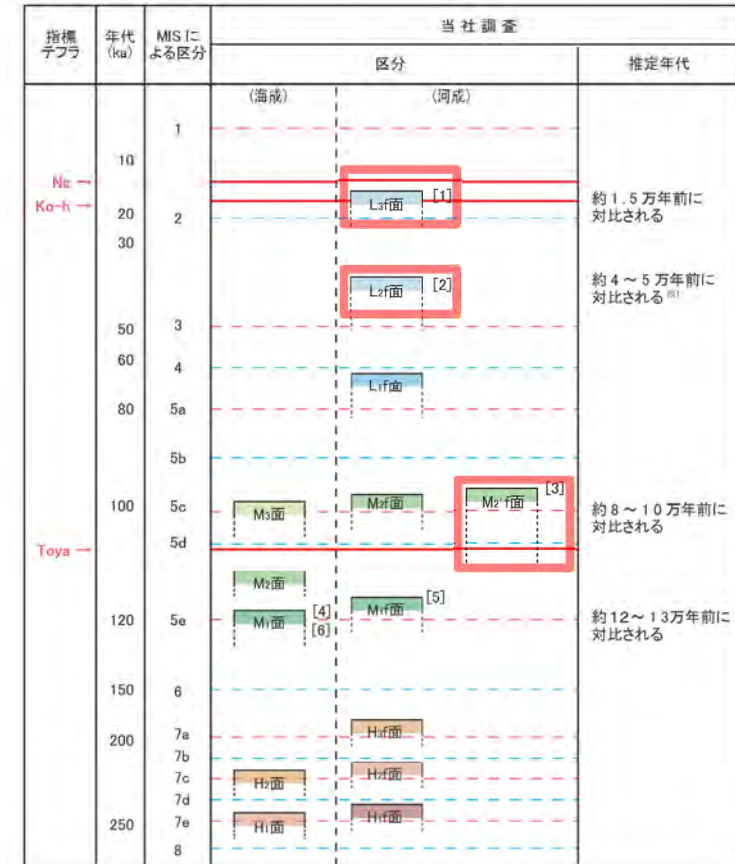 指標
テフラ
年代
(ka)
MISに
よる区分
当社調査
区分
推定年代
(海成)
(河成)
1
10
Ng →
Ko-h →
L3f面
[1]
約1.5万年前に
対比される
20
2
30
L2f面
[2]
約4～5万年前に
対比される※1
50
3
60
4
L1f面
80
5a
5b
100
5c
M3面
M2f面
M2'f面
[3]
約8～10万年前に
対比される
5d
Toya →
M2面
120
5e
M1面
[4]
[6]
M1f面
[5]
約12～13万年前に
対比される
150
6
H3f面
7a
200
7b
7c
H2面
H2f面
7d
7e
250
H1面
H1f面
8